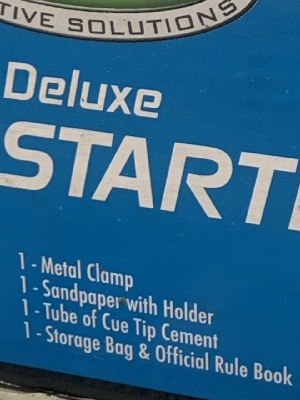 TIVE SOLUTIONS
Deluxe
START
1 - Metal Clamp
1 - Sandpaper with Holder
1 - Tube of Cue Tip Cement
1 - Storage Bag & Official Rule Book